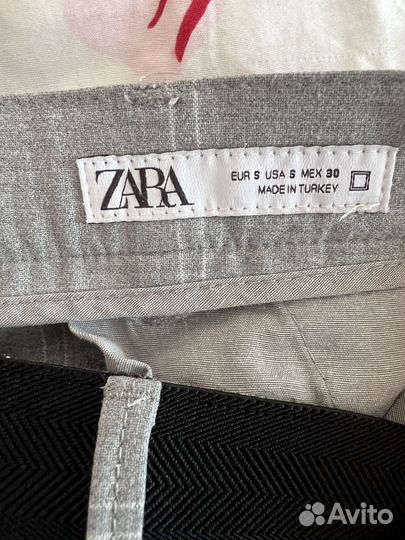 ZARA
EUR S USA S MEX 30
MADE IN TURKEY
Avito